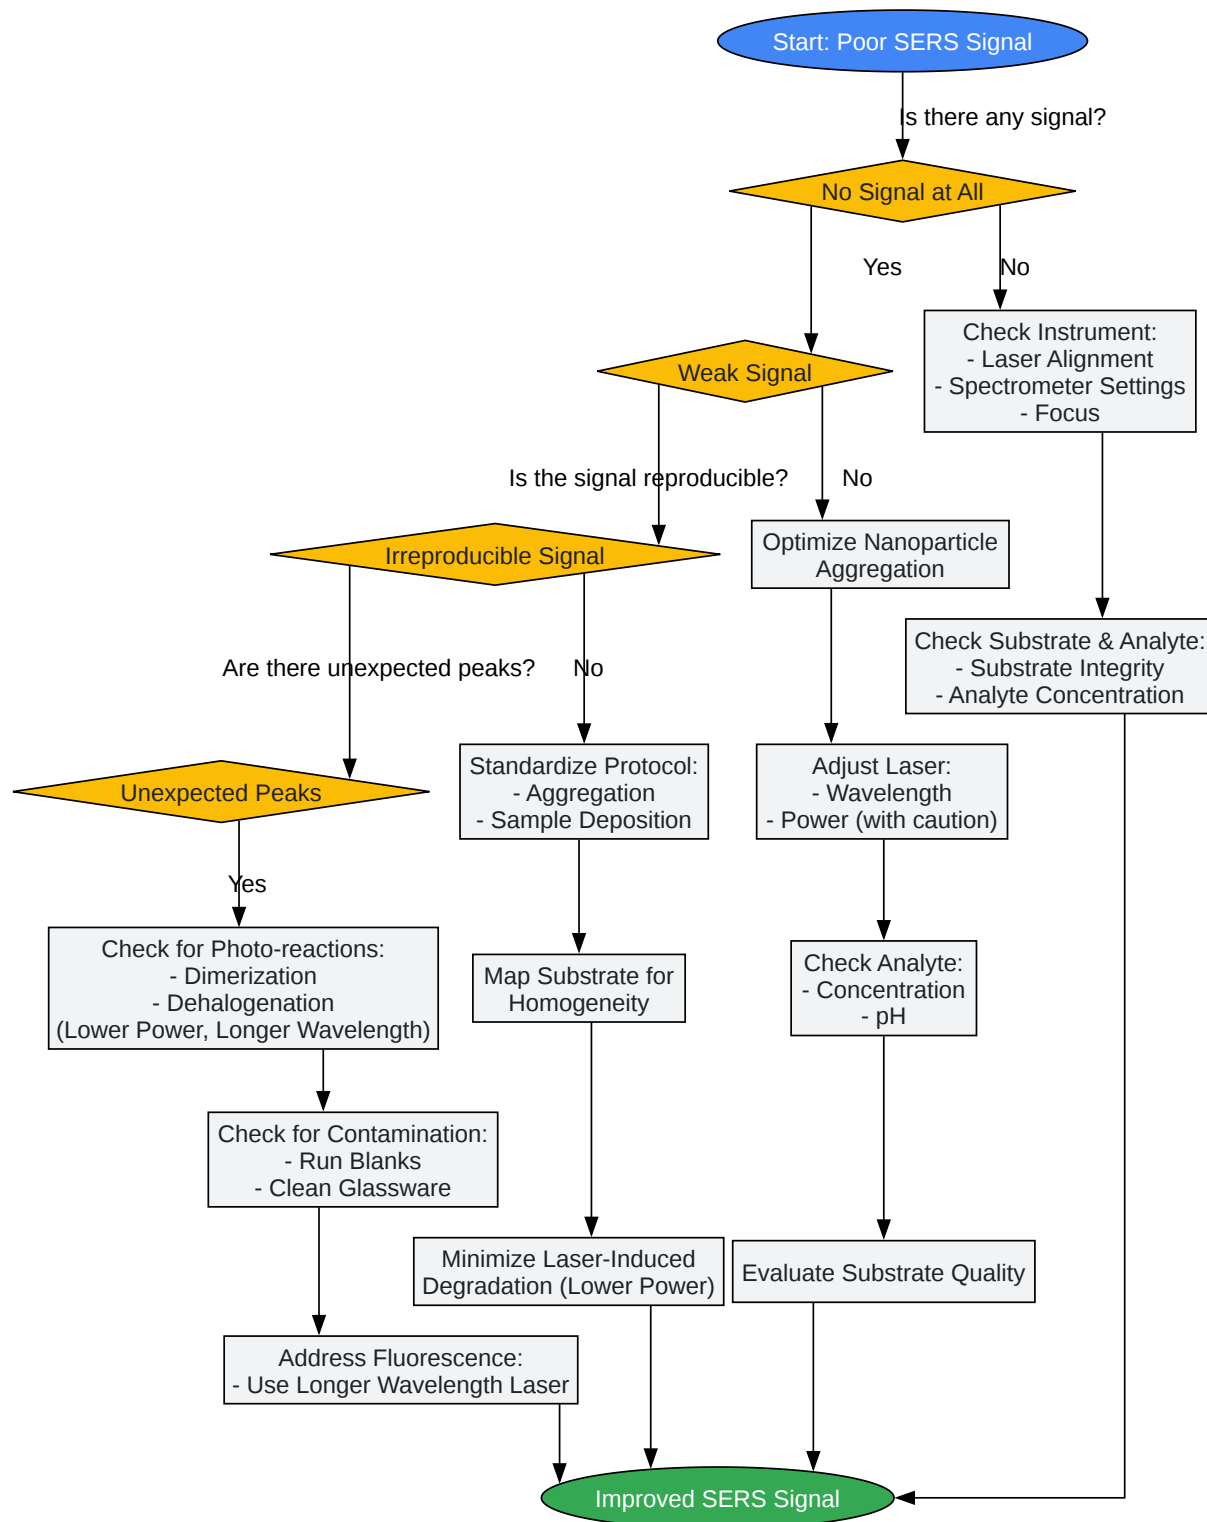 Start: Poor SERS Signal
Is there any signal?
No Signal at All
Yes
No
Check Instrument:
- Laser Alignment
- Spectrometer Settings
- Focus
Weak Signal
Is the signal reproducible?
No
Irreproducible Signal
Optimize Nanoparticle
Aggregation
Check Substrate & Analyte:
- Substrate Integrity
- Analyte Concentration
Are there unexpected peaks?
No
Unexpected Peaks
Standardize Protocol:
- Aggregation
- Sample Deposition
Adjust Laser:
- Wavelength
- Power (with caution)
Yes
Check for Photo-reactions:
- Dimerization
- Dehalogenation
(Lower Power, Longer Wavelength)
Map Substrate for
Homogeneity
Check Analyte:
- Concentration
- pH
Check for Contamination:
- Run Blanks
- Clean Glassware
Minimize Laser-Induced
Degradation (Lower Power)
Evaluate Substrate Quality
Address Fluorescence:
- Use Longer Wavelength Laser
Improved SERS Signal